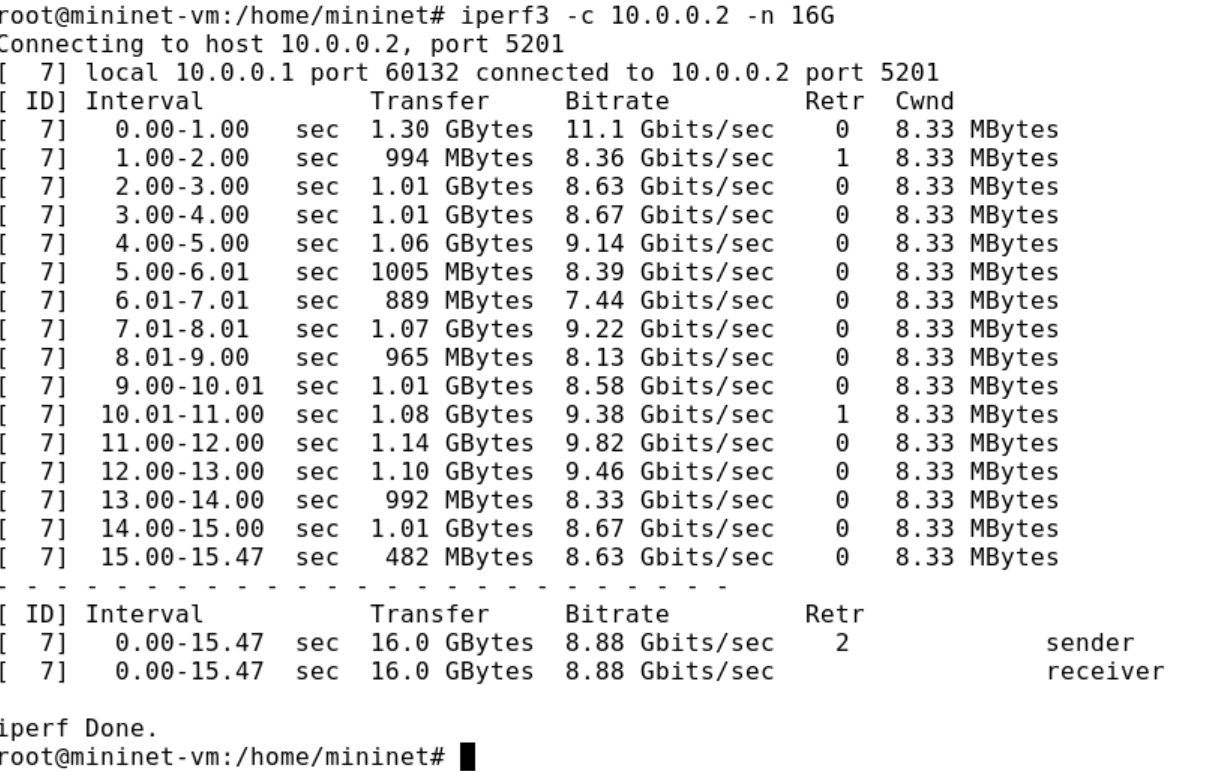 root@mininet-vm:/home/mininet# iperf3 -c 10.0.0.2 -n 16G
Connecting to host 10.0.0.2, port 5201
[  7] local 10.0.0.1 port 60132 connected to 10.0.0.2 port 5201
[ ID] Interval           Transfer     Bitrate         Retr  Cwnd
[  7]   0.00-1.00   sec  1.30 GBytes  11.1 Gbits/sec    0   8.33 MBytes
[  7]   1.00-2.00   sec   994 MBytes  8.36 Gbits/sec    1   8.33 MBytes
[  7]   2.00-3.00   sec  1.01 GBytes  8.63 Gbits/sec    0   8.33 MBytes
[  7]   3.00-4.00   sec  1.01 GBytes  8.67 Gbits/sec    0   8.33 MBytes
[  7]   4.00-5.00   sec  1.06 GBytes  9.14 Gbits/sec    0   8.33 MBytes
[  7]   5.00-6.01   sec  1005 MBytes  8.39 Gbits/sec    0   8.33 MBytes
[  7]   6.01-7.01   sec   889 MBytes  7.44 Gbits/sec    0   8.33 MBytes
[  7]   7.01-8.01   sec  1.07 GBytes  9.22 Gbits/sec    0   8.33 MBytes
[  7]   8.01-9.00   sec   965 MBytes  8.13 Gbits/sec    0   8.33 MBytes
[  7]   9.00-10.01  sec  1.01 GBytes  8.58 Gbits/sec    0   8.33 MBytes
[  7]  10.01-11.00  sec  1.08 GBytes  9.38 Gbits/sec    1   8.33 MBytes
[  7]  11.00-12.00  sec  1.14 GBytes  9.82 Gbits/sec    0   8.33 MBytes
[  7]  12.00-13.00  sec  1.10 GBytes  9.46 Gbits/sec    0   8.33 MBytes
[  7]  13.00-14.00  sec   992 MBytes  8.33 Gbits/sec    0   8.33 MBytes
[  7]  14.00-15.00  sec  1.01 GBytes  8.67 Gbits/sec    0   8.33 MBytes
[  7]  15.00-15.47  sec   482 MBytes  8.63 Gbits/sec    0   8.33 MBytes
- - - - - - - - - - - - - - - - - - - - - - - - -
[ ID] Interval           Transfer     Bitrate         Retr
[  7]   0.00-15.47  sec  16.0 GBytes  8.88 Gbits/sec    2             sender
[  7]   0.00-15.47  sec  16.0 GBytes  8.88 Gbits/sec                  receiver

iperf Done.
root@mininet-vm:/home/mininet#